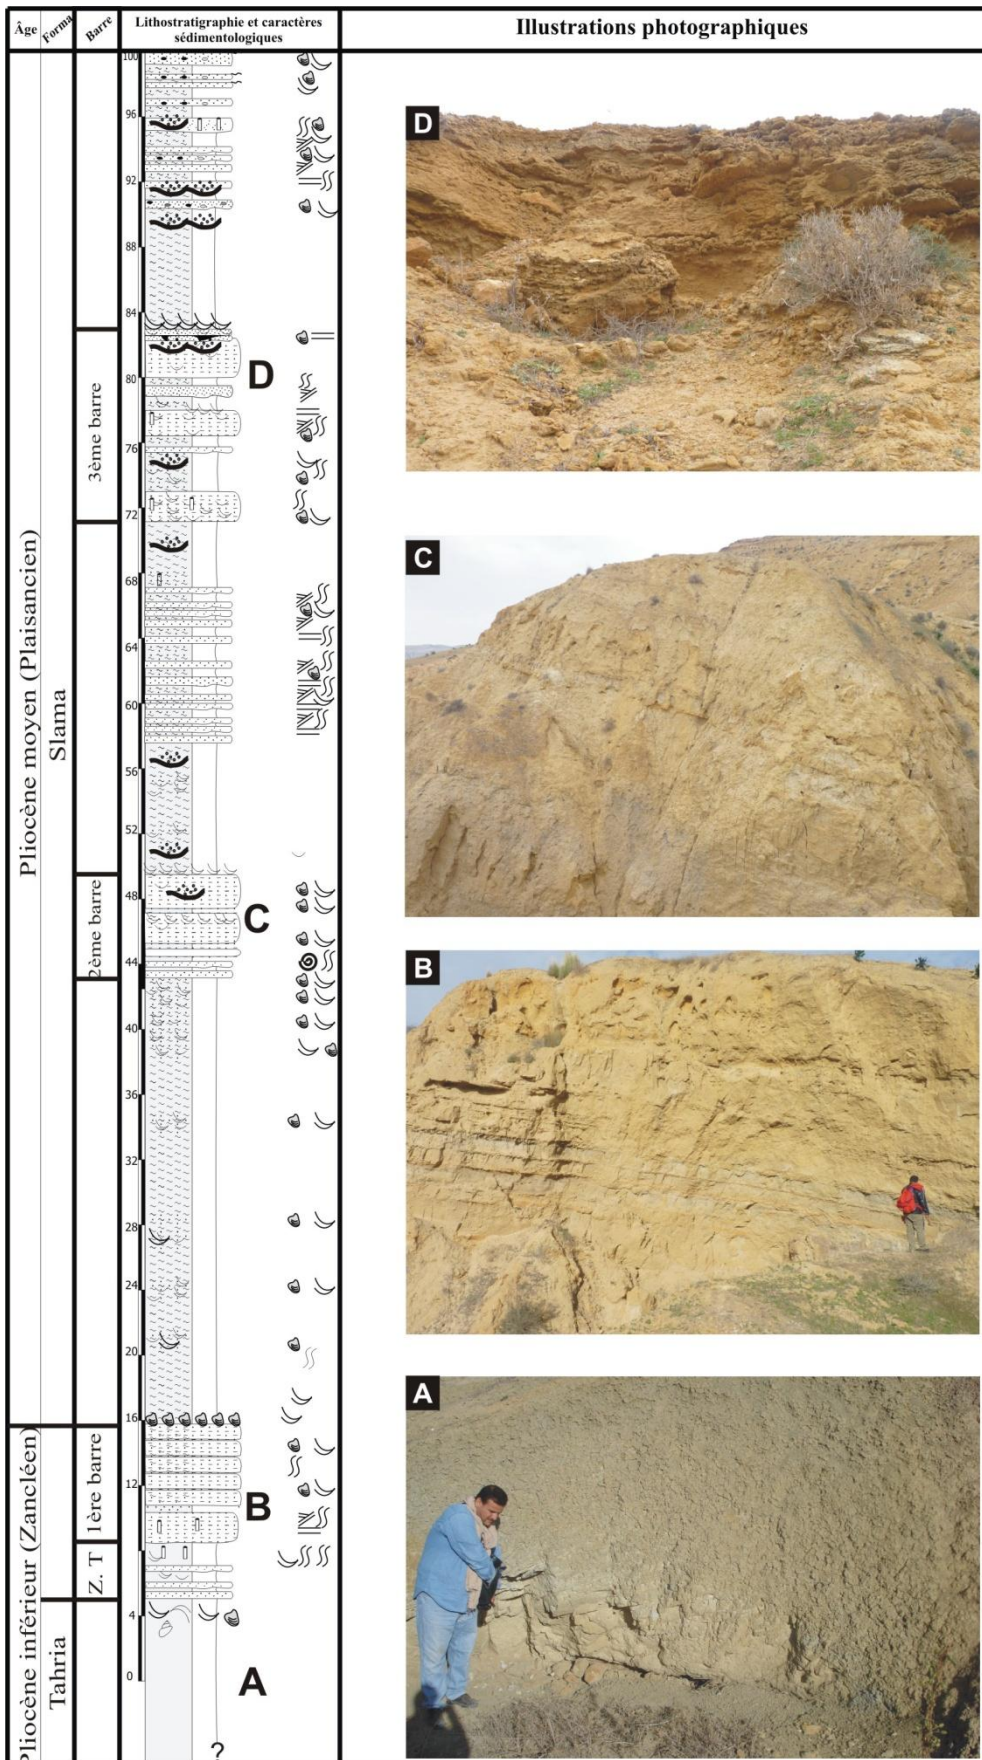 Âge
Forma
Barre
Lithostratigraphie et caractères
sédimentologiques
Illustrations photographiques
Pliocène moyen (Plaisancien)
Pliocène inférieur (Zancléen)
Slama
Tahria
3ème barre
2ème barre
1ère barre
Z. T
100
96
92
88
84
80
76
72
68
64
60
56
52
48
44
40
36
32
28
24
20
16
12
4
0
D
C
B
A
?
D
C
B
A